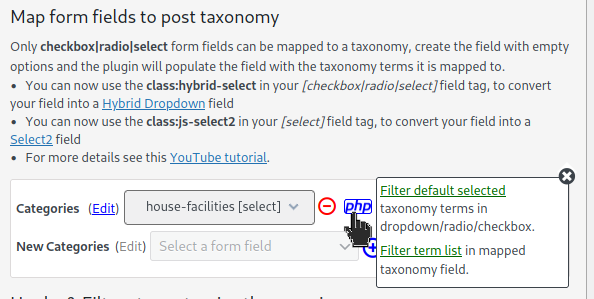 Map form fields to post taxonomy
Only checkbox|radio|select form fields can be mapped to a taxonomy, create the field with empty
options and the plugin will populate the field with the taxonomy terms it is mapped to.
• You can now use the class:hybrid-select in your [checkbox|radio|select] field tag, to convert
your field into a Hybrid Dropdown field
• You can now use the class:js-select2 in your [select] field tag, to convert your field into a
Select2 field
• For more details see this YouTube tutorial.
Categories (Edit) house-facilities [select] php
Filter default selected
taxonomy terms in
dropdown/radio/checkbox.
New Categories (Edit) Select a form field
Filter term list in mapped
taxonomy field.